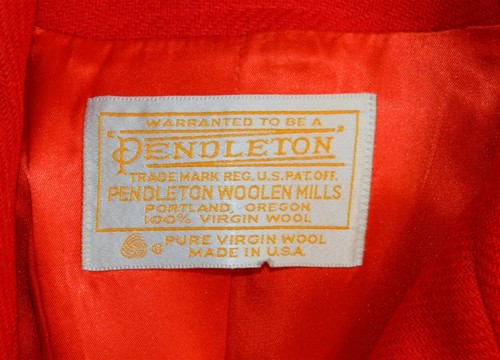 WARRANTED TO BE A
"PENDLETON"
TRADE MARK REG. U.S. PAT. OFF.
PENDLETON WOOLEN MILLS
PORTLAND, OREGON
100% VIRGIN WOOL
® PURE VIRGIN WOOL
MADE IN U.S.A.